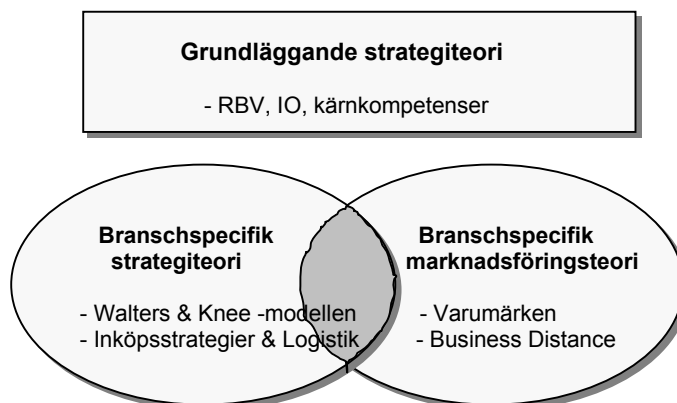 Grundläggande strategiteori
- RBV, IO, kärnkompetenser
Branschspecifik
strategiteori
- Walters & Knee -modellen
- Inköpsstrategier & Logistik
Branschspecifik
marknadsföringsteori
- Varumärken
- Business Distance